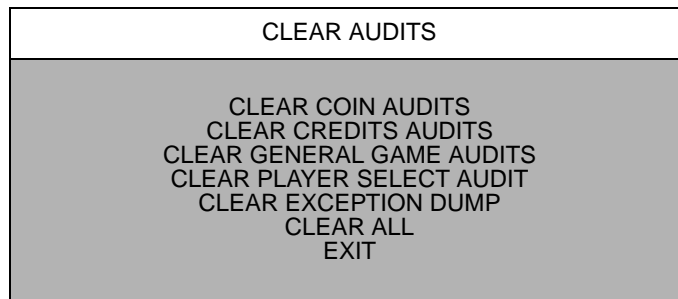 CLEAR AUDITS
CLEAR COIN AUDITS
CLEAR CREDITS AUDITS
CLEAR GENERAL GAME AUDITS
CLEAR PLAYER SELECT AUDIT
CLEAR EXCEPTION DUMP
CLEAR ALL
EXIT